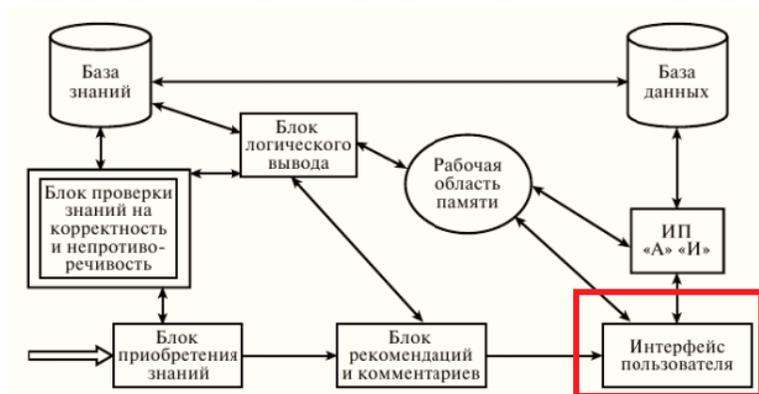 База
знаний
База
данных
Блок
логического
вывода
Рабочая
область
памяти
Блок проверки
знаний на
корректность
и непротиво-
речивость
ИП
«А» «И»
Блок
приобретения
знаний
Блок
рекомендаций
и комментариев
Интерфейс
пользователя